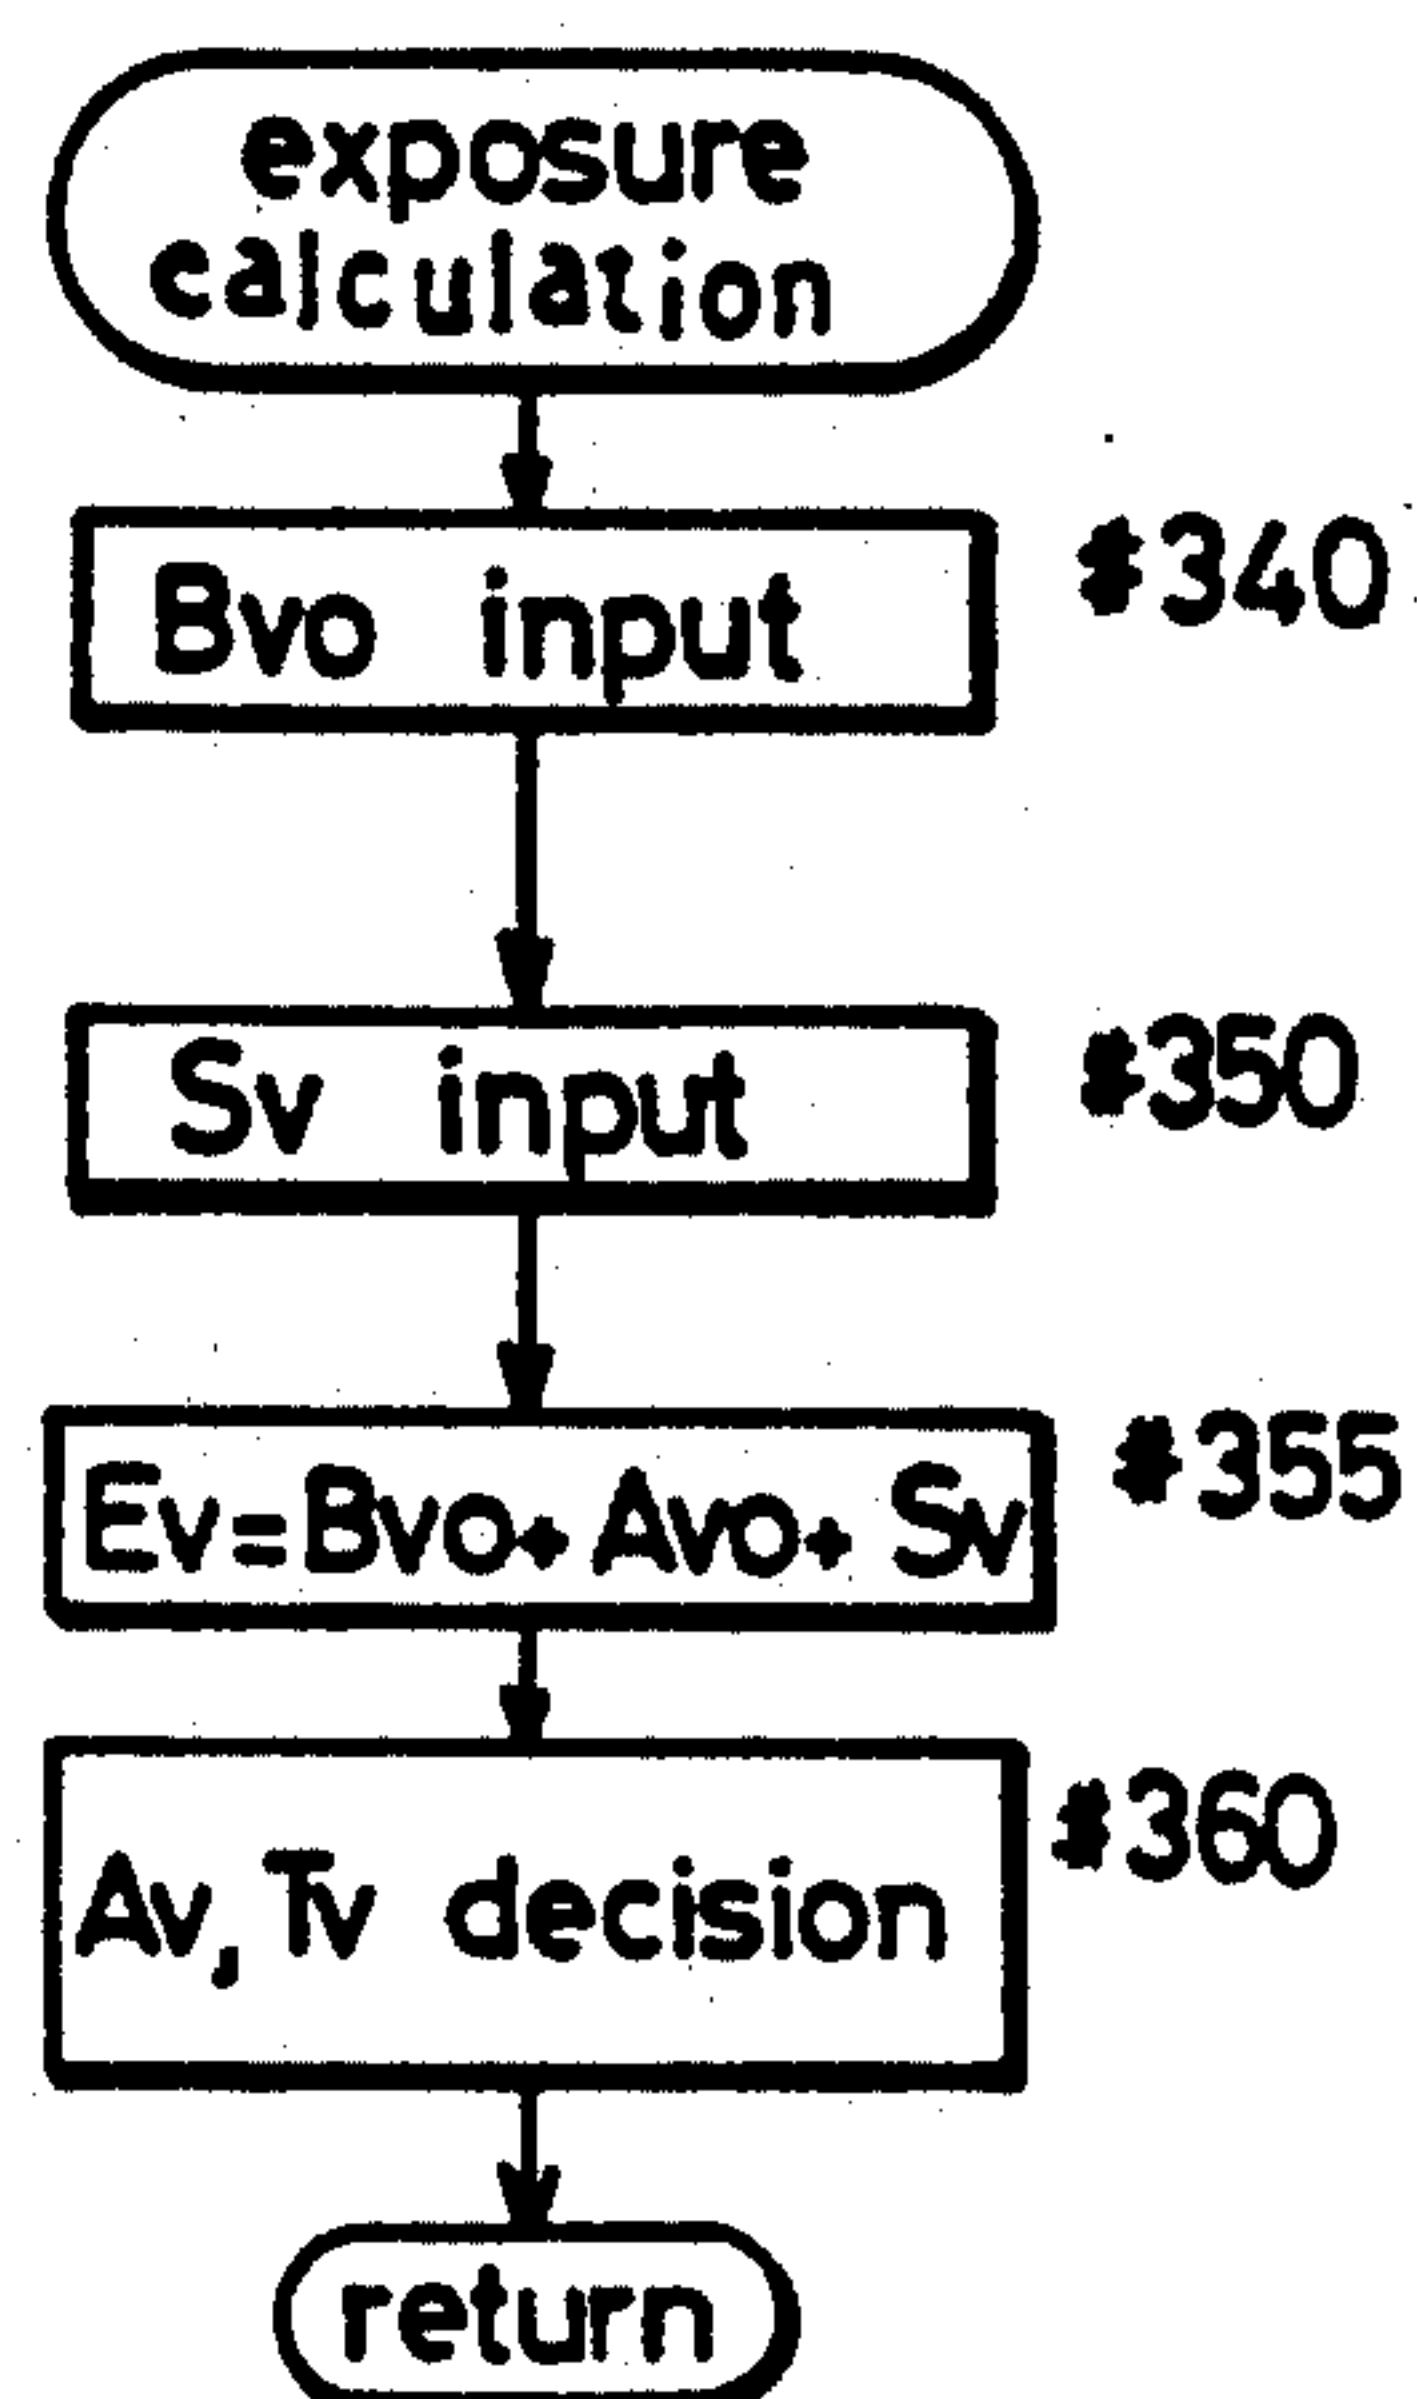 exposure
calculation
Bvo input
#340
Sv input
#350
Ev=Bvo+Avo+Sv
#355
Av,Tv decision
#360
return